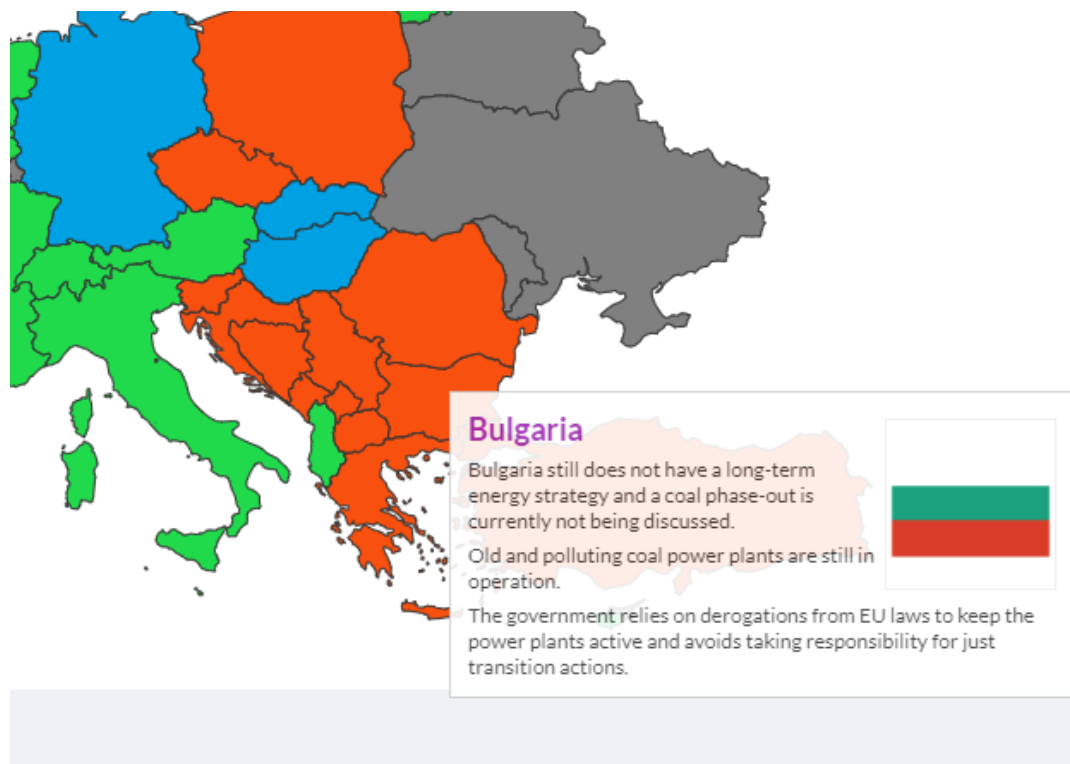 Bulgaria
Bulgaria still does not have a long-term
energy strategy and a coal phase-out is
currently not being discussed.
Old and polluting coal power plants are still in
operation.
The government relies on derogations from EU laws to keep the
power plants active and avoids taking responsibility for just
transition actions.